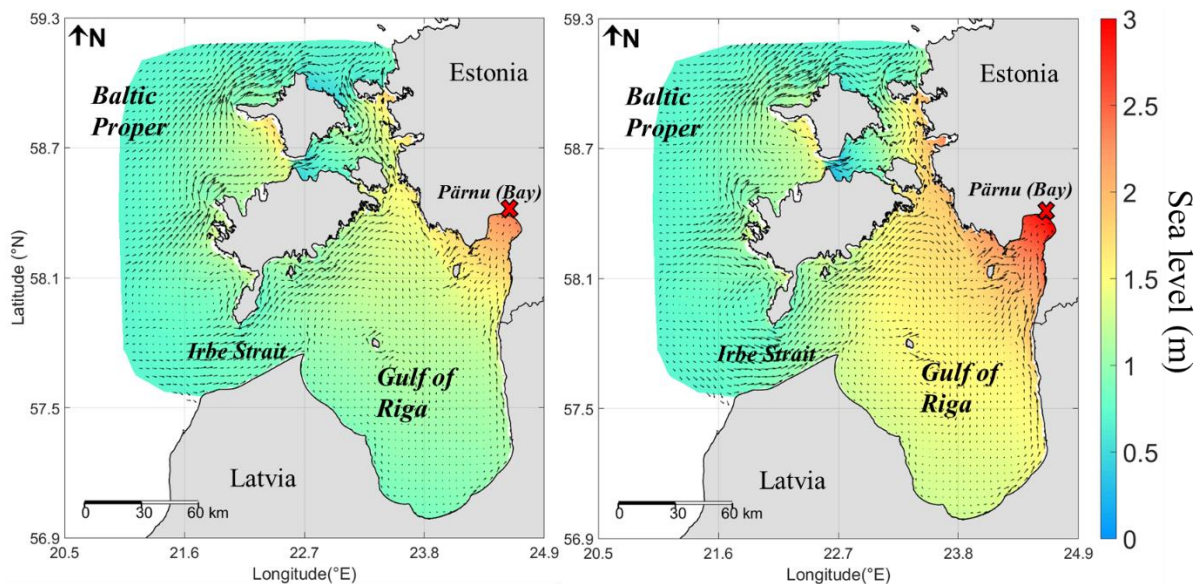 59.3
58.7
58.1
57.5
56.9
Latitude (°N)
N
Estonia
Baltic
Proper
Pärnu (Bay)
Irbe Strait
Gulf of
Riga
Latvia
0 30 60 km
20.5 21.6 22.7 23.8 24.9
Longitude(°E)
59.3
58.7
58.1
57.5
56.9
N
Estonia
Baltic
Proper
Pärnu (Bay)
Irbe Strait
Gulf of
Riga
Latvia
0 30 60 km
20.5 21.6 22.7 23.8 24.9
Longitude(°E)
3
2.5
2
1.5
1
0.5
0
Sea level (m)